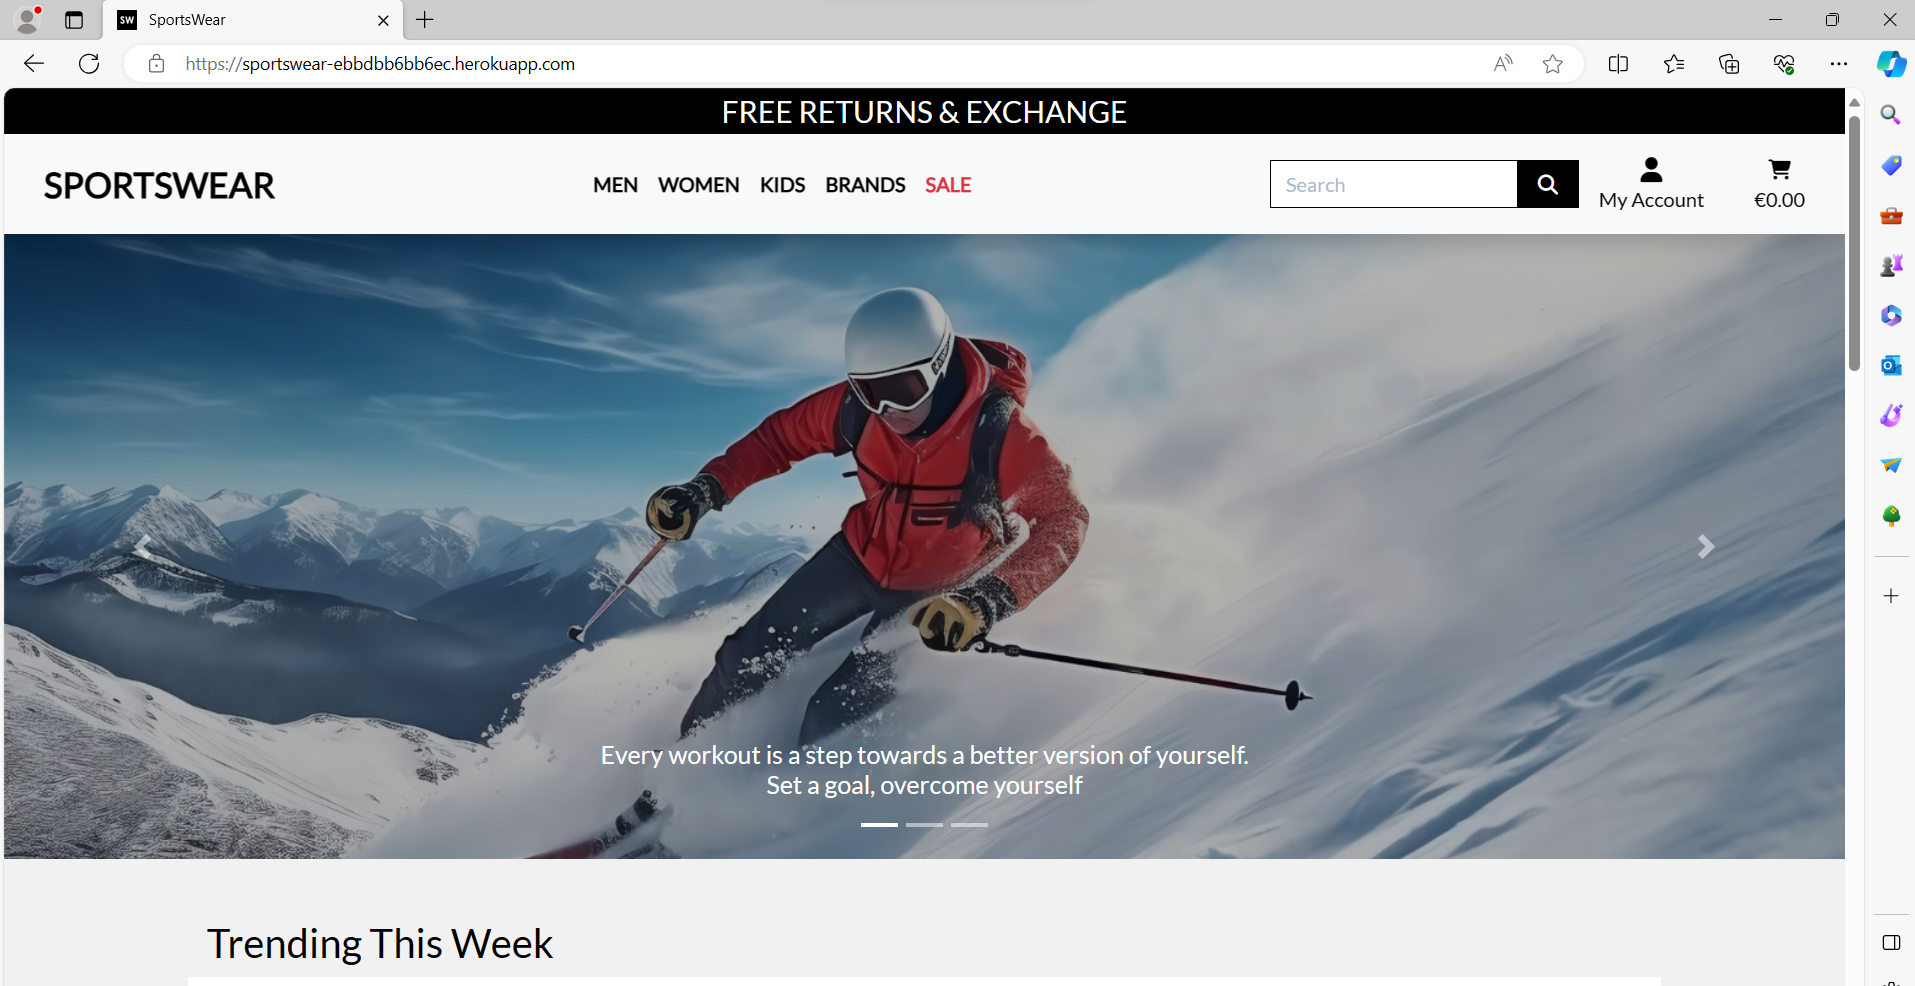 SW SportsWear
https://sportswear-ebbdbb6bb6ec.herokuapp.com
FREE RETURNS & EXCHANGE
SPORTSWEAR
MEN WOMEN KIDS BRANDS SALE
Search
My Account
€0.00
Every workout is a step towards a better version of yourself.
Set a goal, overcome yourself
Trending This Week